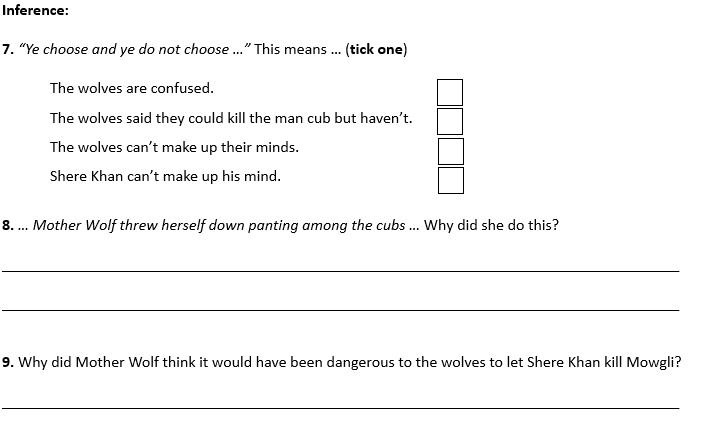 Inference:
7. “Ye choose and ye do not choose …” This means … (tick one)
The wolves are confused.
The wolves said they could kill the man cub but haven’t.
The wolves can’t make up their minds.
Shere Khan can’t make up his mind.
8. … Mother Wolf threw herself down panting among the cubs … Why did she do this?
9. Why did Mother Wolf think it would have been dangerous to the wolves to let Shere Khan kill Mowgli?